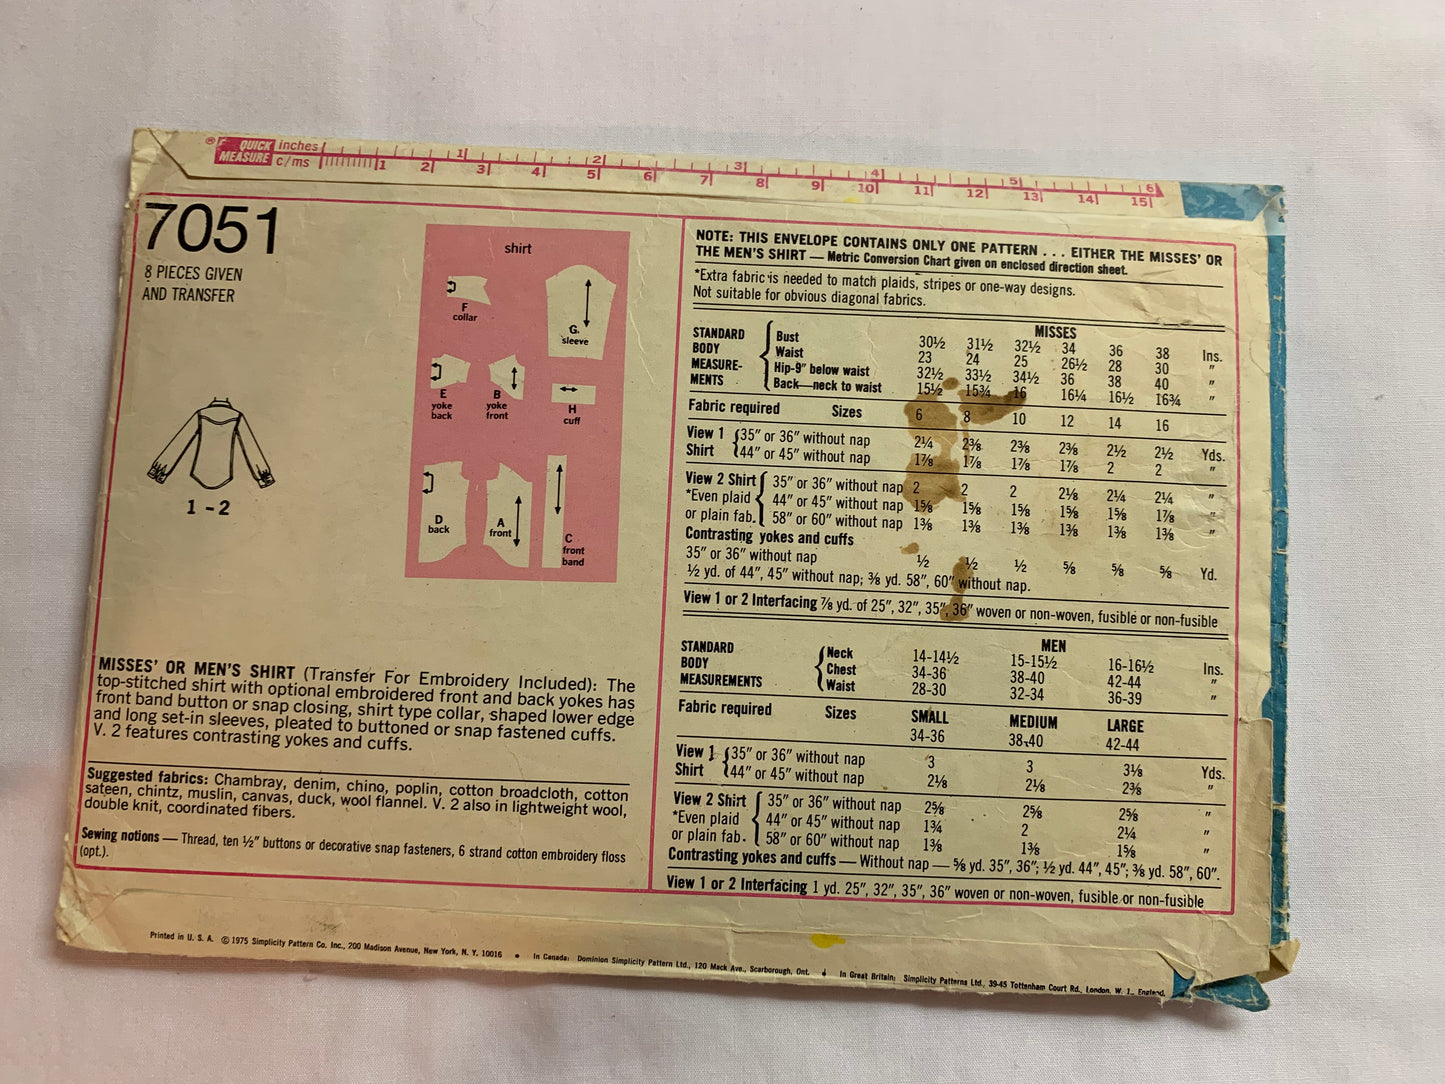 ® QUICK MEASURE inches 1 2 3 4 5 6
c/ms 1 2 3 4 5 6 7 8 9 10 11 12 13 14 15
7051
8 PIECES GIVEN
AND TRANSFER
1 - 2
shirt
F
collar
G.
sleeve
E
yoke
back
B
yoke
front
H
cuff
D
back
A
front
C
front
band
MISSES' OR MEN'S SHIRT (Transfer For Embroidery Included): The
top-stitched shirt with optional embroidered front and back yokes has
front band button or snap closing, shirt type collar, shaped lower edge
and long set-in sleeves, pleated to buttoned or snap fastened cuffs.
V. 2 features contrasting yokes and cuffs.
Suggested fabrics: Chambray, denim, chino, poplin, cotton broadcloth, cotton
sateen, chintz, muslin, canvas, duck, wool flannel. V. 2 also in lightweight wool,
double knit, coordinated fibers.
Sewing notions — Thread, ten ½" buttons or decorative snap fasteners, 6 strand cotton embroidery floss
(opt.).
NOTE: THIS ENVELOPE CONTAINS ONLY ONE PATTERN . . . EITHER THE MISSES' OR
THE MEN'S SHIRT — Metric Conversion Chart given on enclosed direction sheet.
*Extra fabric is needed to match plaids, stripes or one-way designs.
Not suitable for obvious diagonal fabrics.
MISSES
STANDARD BODY MEASURE-MENTS
Bust 30½ 31½ 32½ 34 36 38 Ins.
Waist 23 24 25 26½ 28 30 "
Hip-9" below waist 32½ 33½ 34½ 36 38 40 "
Back—neck to waist 15½ 15¾ 16 16¼ 16½ 16¾ "
Fabric required Sizes 6 8 10 12 14 16
View 1 35" or 36" without nap 2¼ 2⅜ 2⅜ 2⅜ 2½ 2½ Yds.
Shirt 44" or 45" without nap 1⅞ 1⅞ 1⅞ 1⅞ 2 2 "
View 2 Shirt 35" or 36" without nap 2 2 2 2⅛ 2¼ 2¼ "
*Even plaid 44" or 45" without nap 1⅝ 1⅝ 1⅝ 1⅝ 1⅝ 1⅞ "
or plain fab. 58" or 60" without nap 1⅜ 1⅜ 1⅜ 1⅜ 1⅜ 1⅜ "
Contrasting yokes and cuffs
35" or 36" without nap ½ ½ ½ ⅝ ⅝ ⅝ Yd.
½ yd. of 44", 45" without nap; ⅜ yd. 58", 60" without nap.
View 1 or 2 Interfacing ⅞ yd. of 25", 32", 35", 36" woven or non-woven, fusible or non-fusible
MEN
STANDARD BODY MEASUREMENTS
Neck 14-14½ 15-15½ 16-16½ Ins.
Chest 34-36 38-40 42-44 "
Waist 28-30 32-34 36-39 "
Fabric required Sizes SMALL MEDIUM LARGE
34-36 38-40 42-44
View 1 35" or 36" without nap 3 3 3⅛ Yds.
Shirt 44" or 45" without nap 2⅛ 2⅛ 2⅜ "
View 2 Shirt 35" or 36" without nap 2⅝ 2⅝ 2⅝ "
*Even plaid 44" or 45" without nap 1¾ 2 2¼ "
or plain fab. 58" or 60" without nap 1⅜ 1⅜ 1⅝ "
Contrasting yokes and cuffs — Without nap — ⅝ yd. 35", 36"; ½ yd. 44", 45"; ⅜ yd. 58", 60".
View 1 or 2 Interfacing 1 yd. 25", 32", 35", 36" woven or non-woven, fusible or non-fusible
Printed in U. S. A. © 1975 Simplicity Pattern Co. Inc., 200 Madison Avenue, New York, N. Y. 10016 • In Canada: Dominion Simplicity Pattern Ltd., 120 Mack Ave., Scarborough, Ont. • In Great Britain: Simplicity Patterns Ltd., 39-45 Tottenham Court Rd., London, W. 1., England.